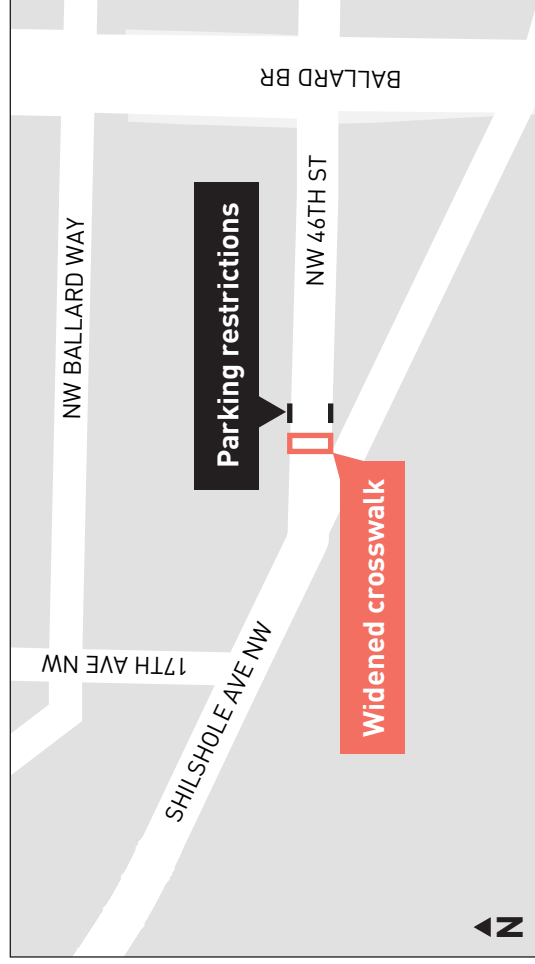 BALLARD BR
NW BALLARD WAY
NW 46TH ST
Parking restrictions
Widened crosswalk
17TH AVE NW
SHILSHOLE AVE NW
N